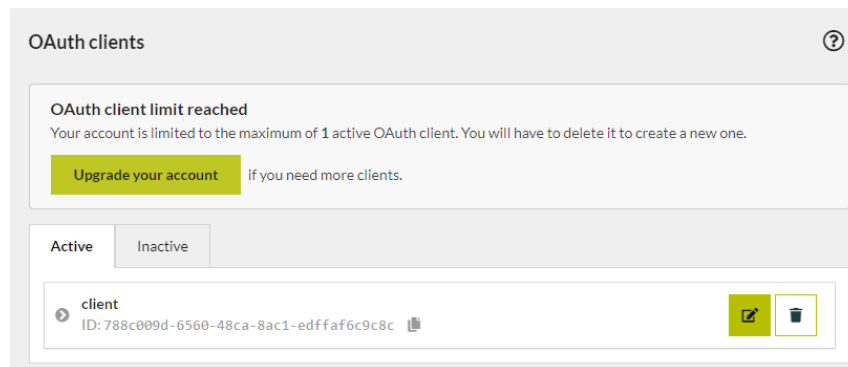 OAuth clients
OAuth client limit reached
Your account is limited to the maximum of 1 active OAuth client. You will have to delete it to create a new one.
Upgrade your account if you need more clients.
Active Inactive
client
ID: 788c009d-6560-48ca-8ac1-edffaf6c9c8c